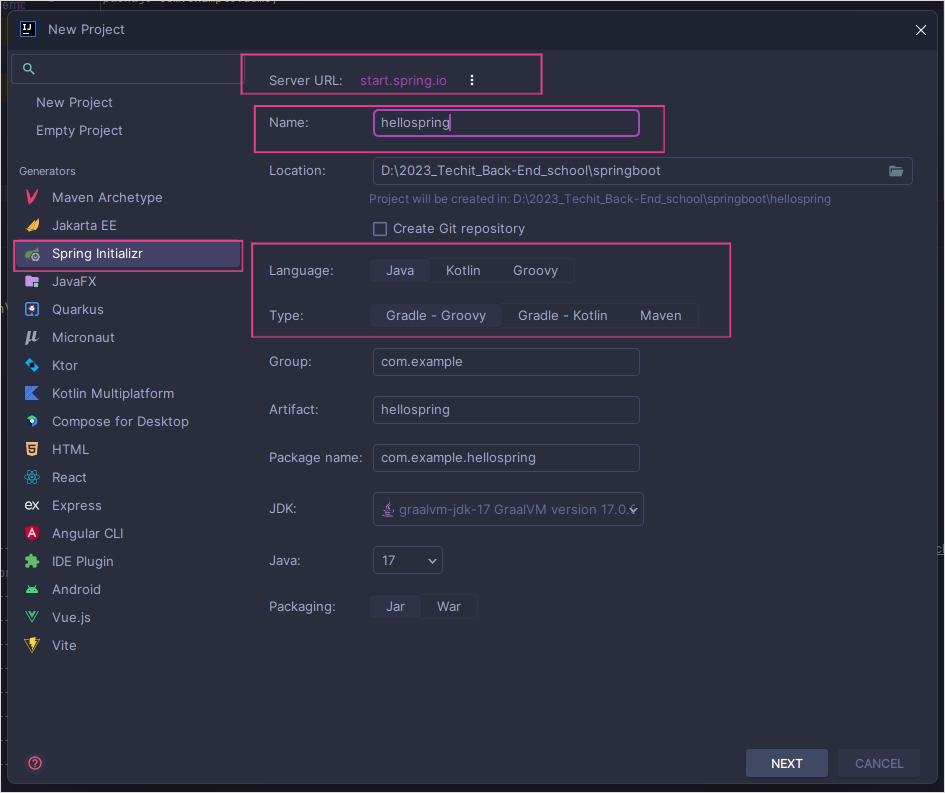 New Project
Server URL: start.spring.io
New Project
Name: hellospring
Empty Project
Location: D:\2023_Techit_Back-End_school\springboot
Generators
Project will be created in: D:\2023_Techit_Back-End_school\springboot\hellospring
Maven Archetype
Jakarta EE
Create Git repository
Spring Initializr
Language: Java Kotlin Groovy
JavaFX
Quarkus
Type: Gradle - Groovy Gradle - Kotlin Maven
Micronaut
Ktor
Group: com.example
Kotlin Multiplatform
Artifact: hellospring
Compose for Desktop
HTML
Package name: com.example.hellospring
React
Express
JDK: graalvm-jdk-17 GraalVM version 17.0.
Angular CLI
IDE Plugin
Java: 17
Android
Packaging: Jar War
Vue.js
Vite
NEXT CANCEL